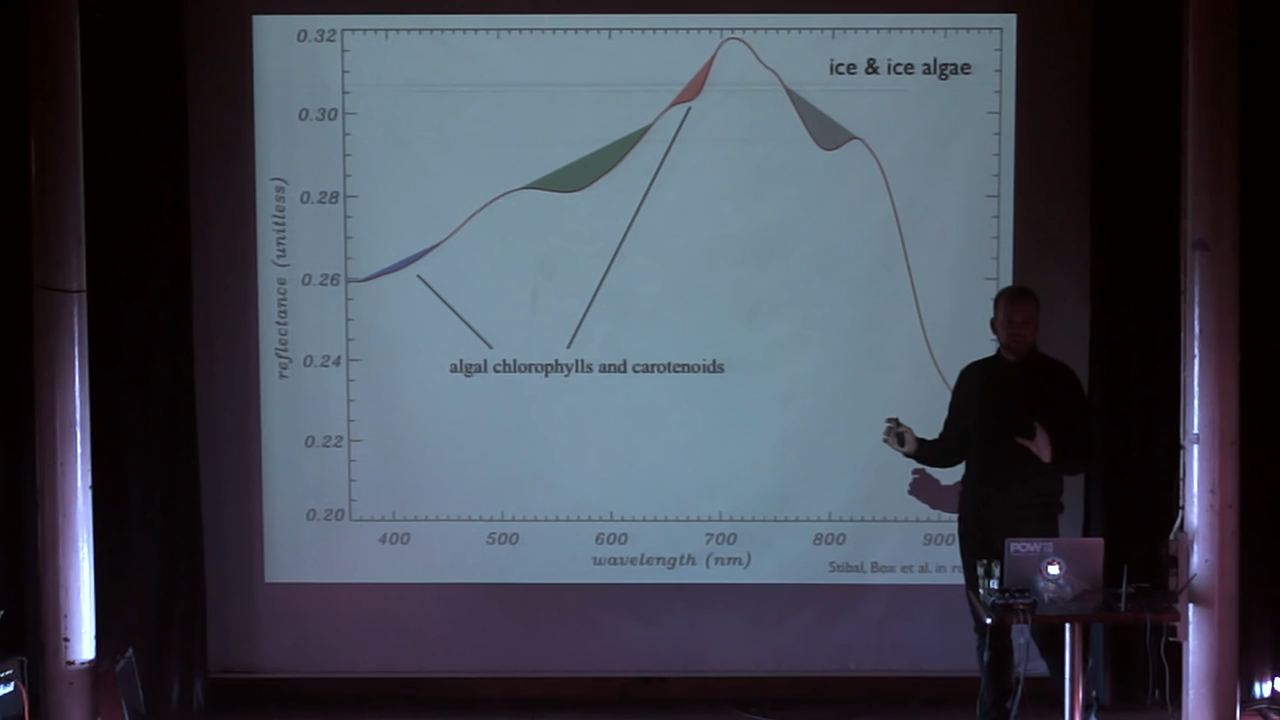 0.32
ice & ice algae
0.30
0.28
0.26
0.24
0.22
0.20
reflectance (unitless)
algal chlorophylls and carotenoids
400 500 600 700 800 900
wavelength (nm)
Stibal, Box et al. in
POW